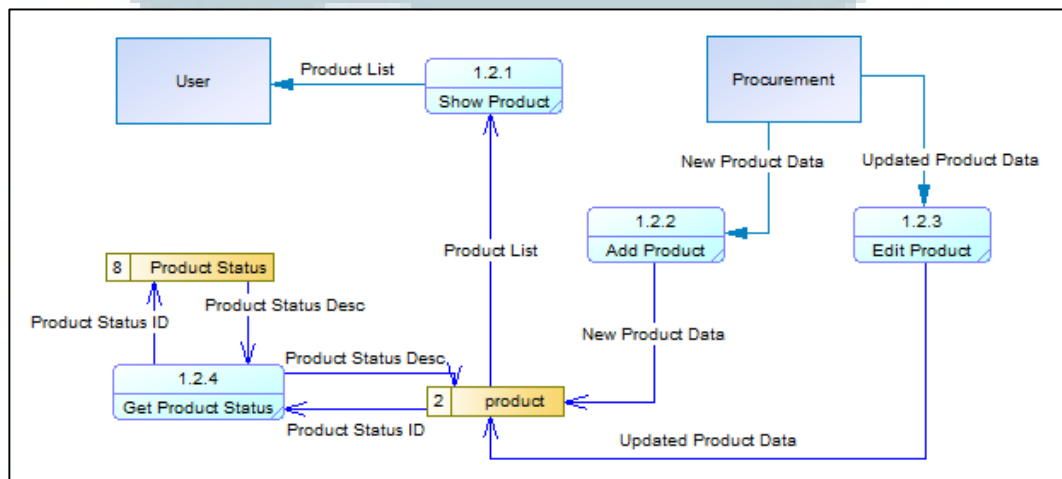 User
Product List
1.2.1
Show Product
Procurement
New Product Data
Updated Product Data
1.2.2
Add Product
1.2.3
Edit Product
Product List
8 Product Status
Product Status ID
Product Status Desc
New Product Data
1.2.4
Get Product Status
Product Status Desc
2 product
Product Status ID
Updated Product Data